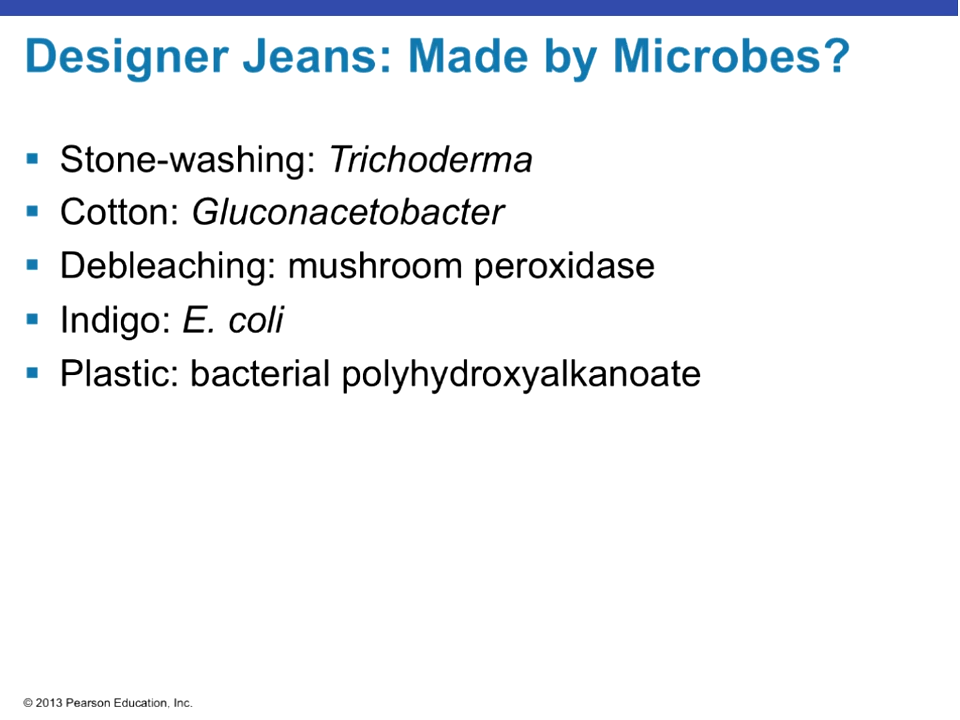 Designer Jeans: Made by Microbes?
▪ Stone-washing: Trichoderma
▪ Cotton: Gluconacetobacter
▪ Debleaching: mushroom peroxidase
▪ Indigo: E. coli
▪ Plastic: bacterial polyhydroxyalkanoate
© 2013 Pearson Education, Inc.